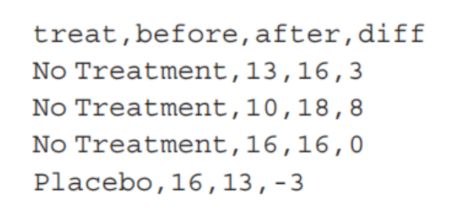 treat,before,after,diff
No Treatment,13,16,3
No Treatment,10,18,8
No Treatment,16,16,0
Placebo,16,13,-3